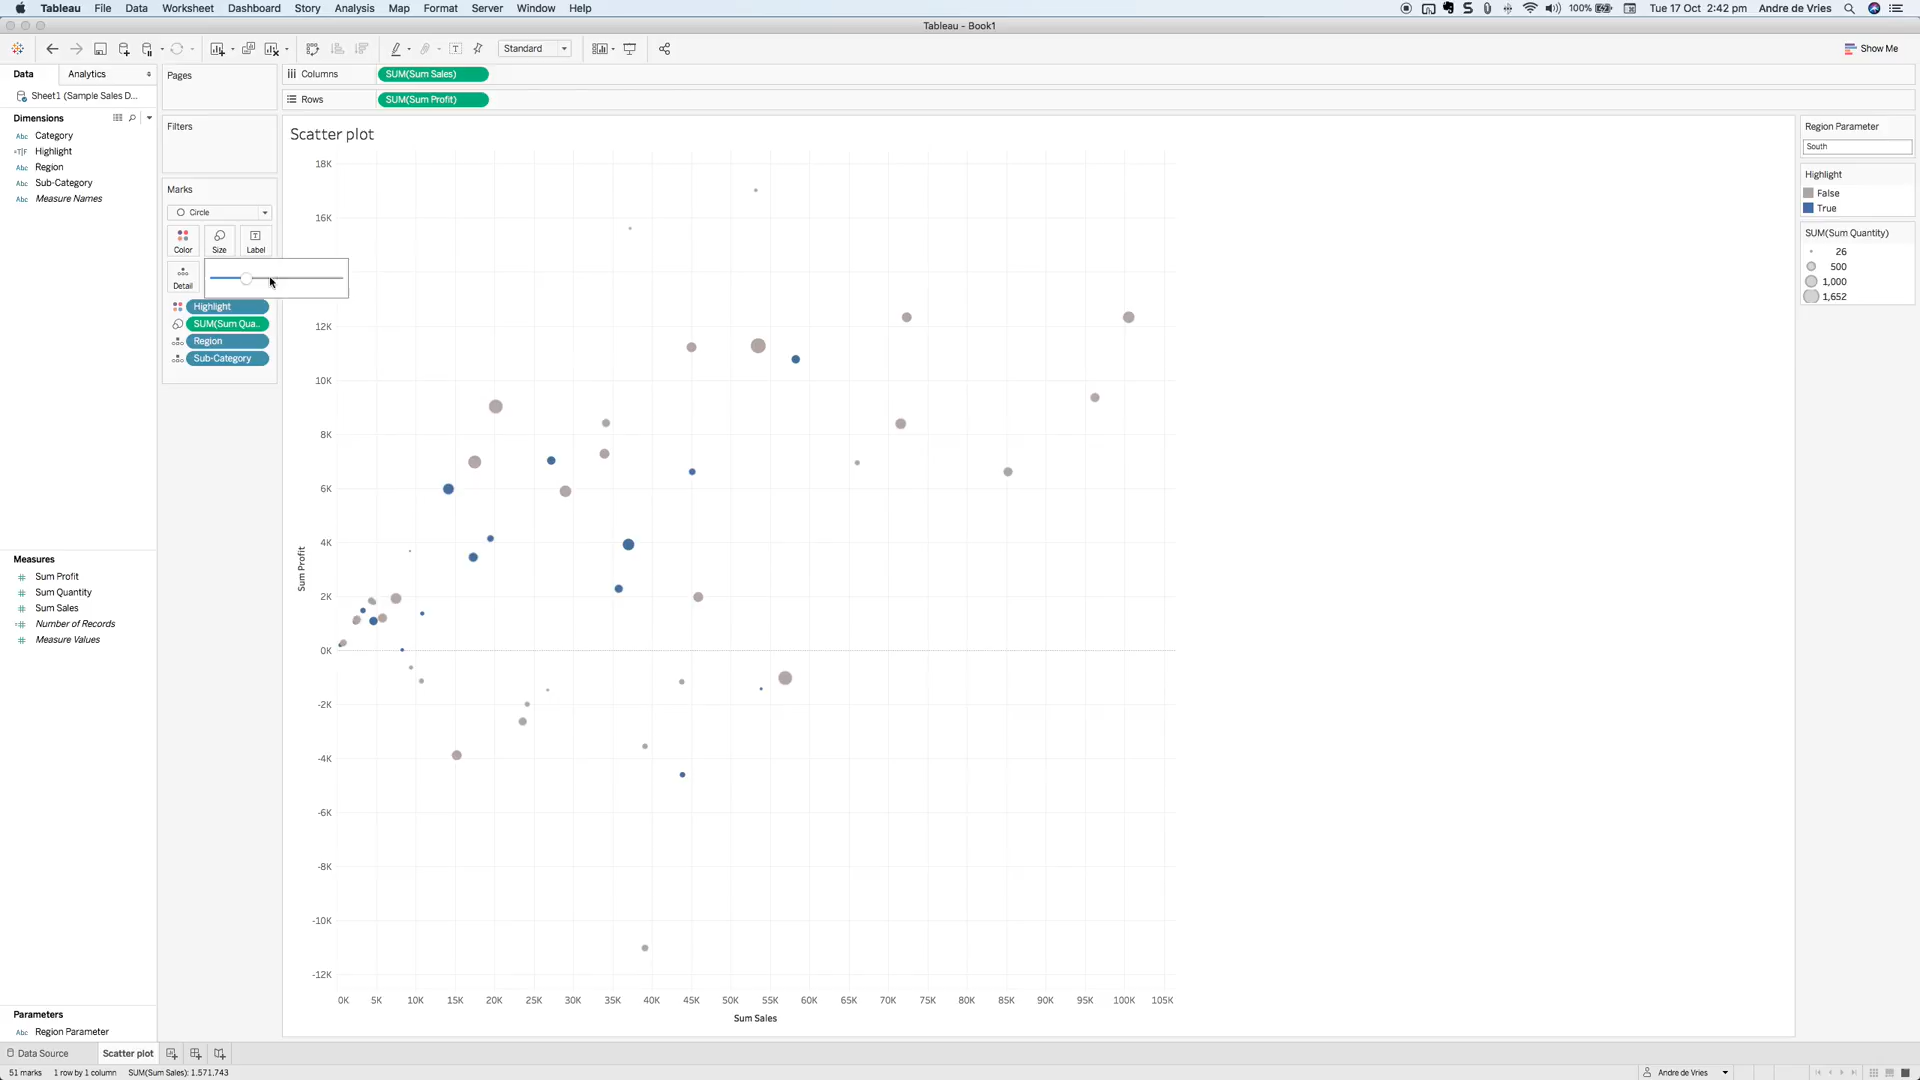 Tableau File Data Worksheet Dashboard Story Analysis Map Format Server Window Help
100% Tue 17 Oct 2:42 pm Andre de Vries
Tableau - Book1
Standard
Show Me
Data Analytics
Sheet1 (Sample Sales D...
Dimensions
Abc Category
=T|F Highlight
Abc Region
Abc Sub-Category
Abc Measure Names
Measures
# Sum Profit
# Sum Quantity
# Sum Sales
=# Number of Records
# Measure Values
Parameters
Abc Region Parameter
Pages
Filters
Marks
Circle
Color Size Label
Detail
Highlight
SUM(Sum Qua..
Region
Sub-Category
Columns SUM(Sum Sales)
Rows SUM(Sum Profit)
Scatter plot
18K
16K
12K
10K
8K
6K
4K
2K
0K
-2K
-4K
-6K
-8K
-10K
-12K
Sum Profit
0K 5K 10K 15K 20K 25K 30K 35K 40K 45K 50K 55K 60K 65K 70K 75K 80K 85K 90K 95K 100K 105K
Sum Sales
Region Parameter
South
Highlight
False
True
SUM(Sum Quantity)
26
500
1,000
1,652
Data Source Scatter plot
51 marks 1 row by 1 column SUM(Sum Sales): 1.571.743
Andre de Vries